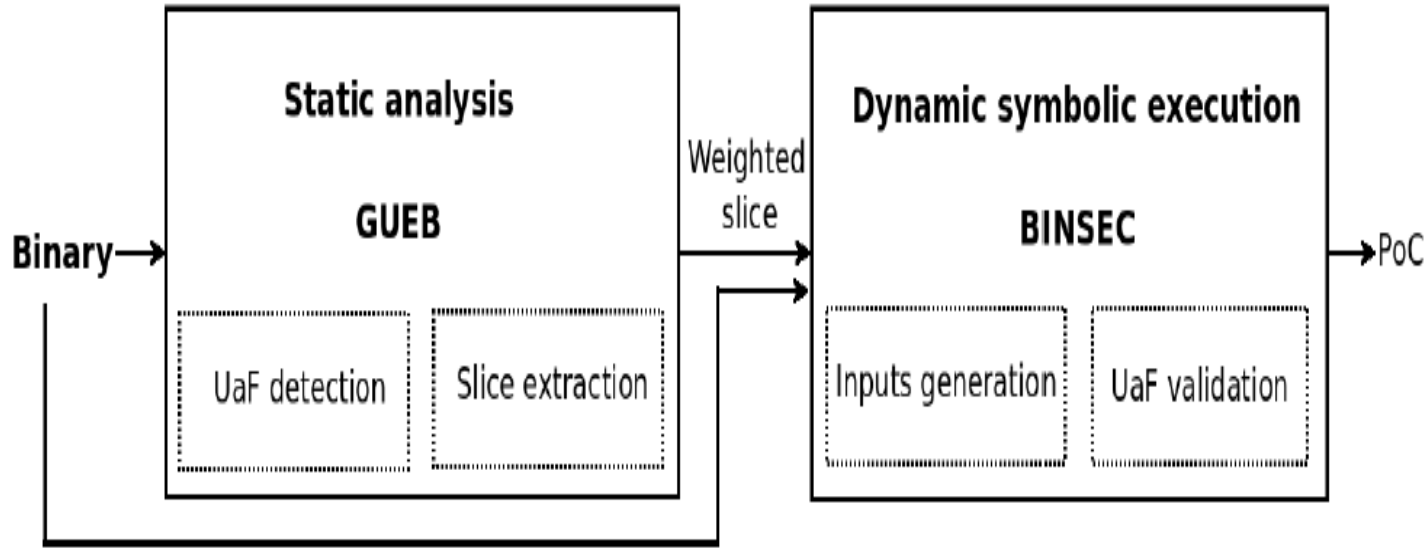 Static analysis
GUEB
UaF detection
Slice extraction
Binary
Weighted
slice
Dynamic symbolic execution
BINSEC
Inputs generation
UaF validation
PoC